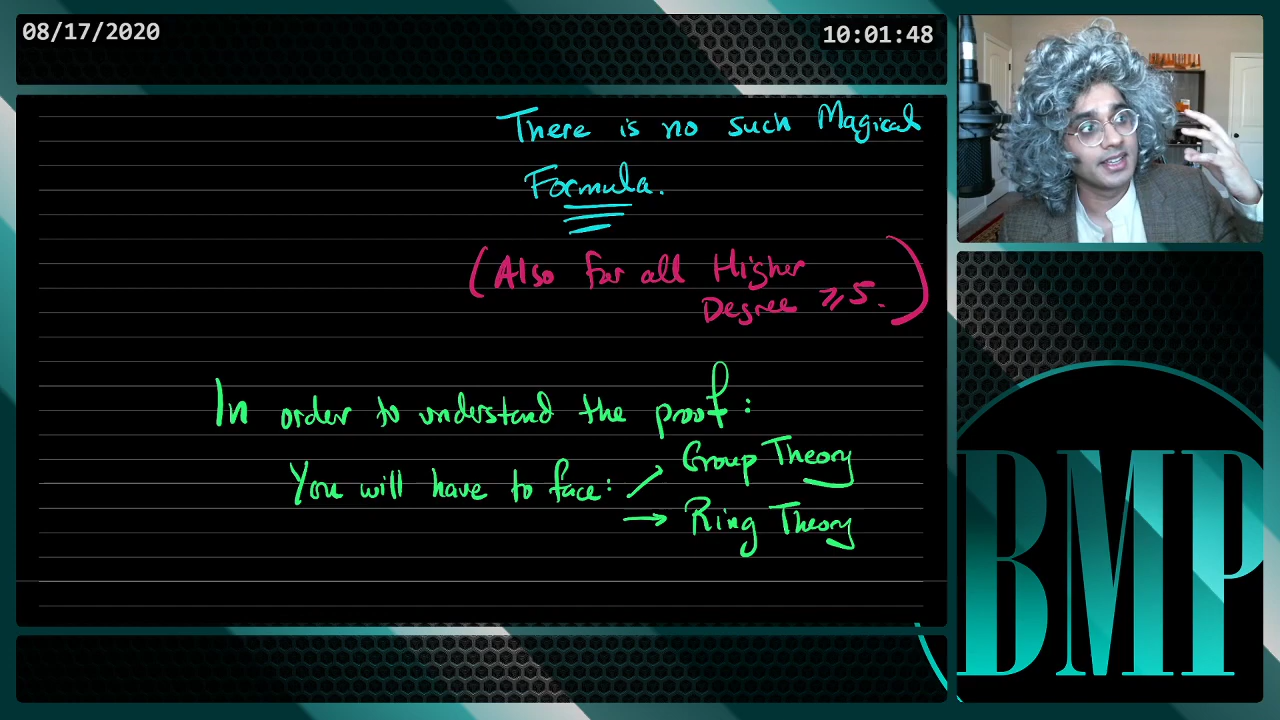 08/17/2020
10:01:48
There is no such Magical
Formula.
(Also for all Higher
Degree ⩾5.)
In order to understand the proof:
You will have to face: → Group Theory
→ Ring Theory
BMP